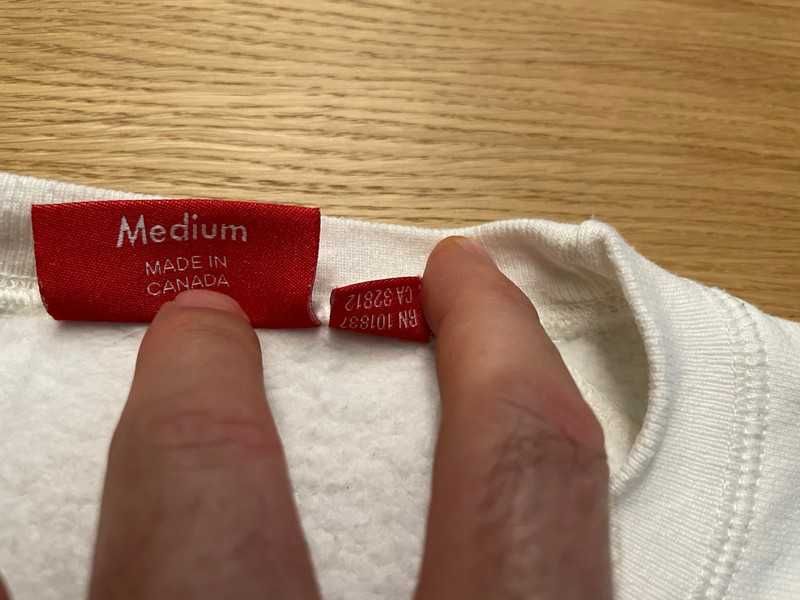 Medium
MADE IN
CANADA
RN 101837
CA 32812